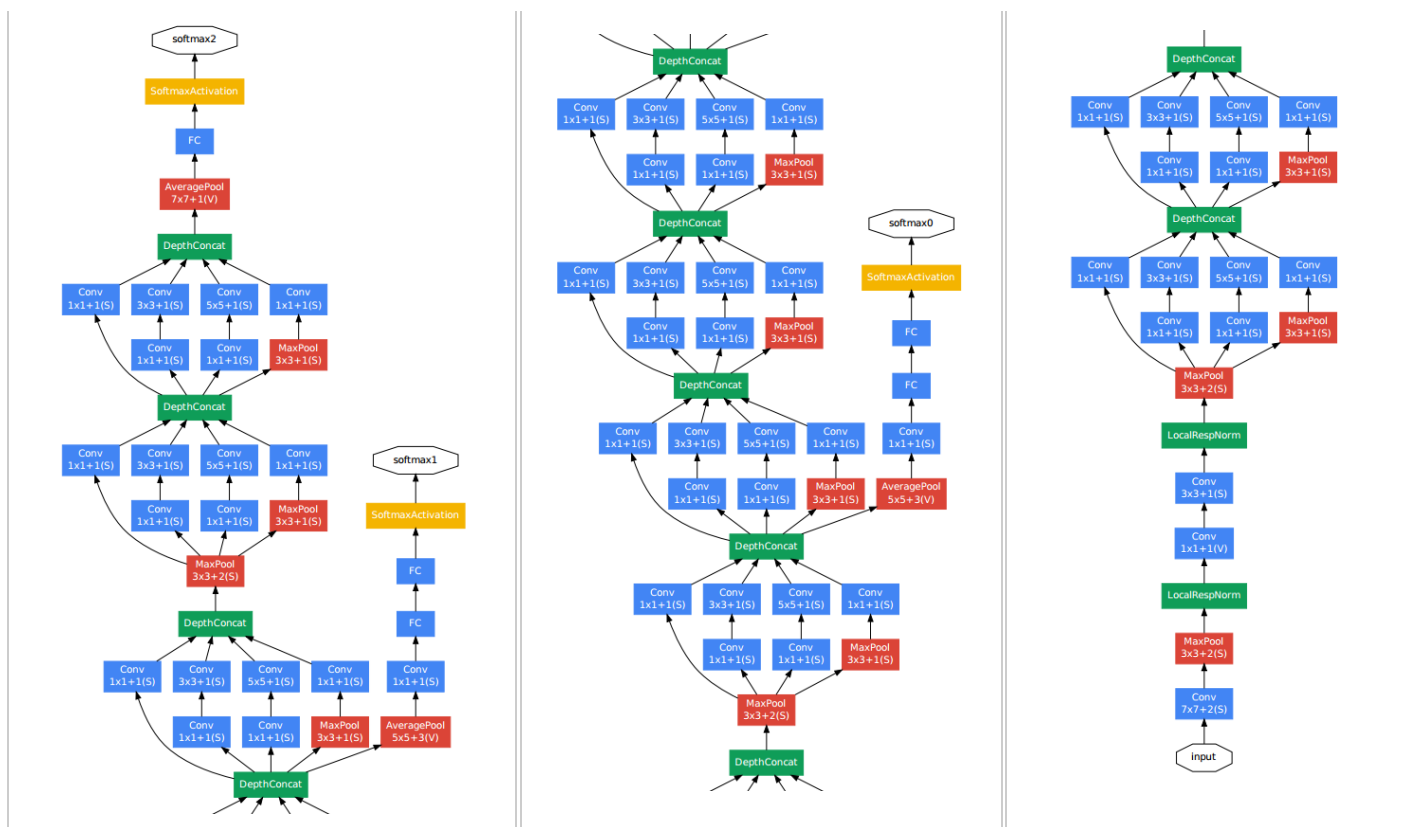 softmax2
SoftmaxActivation
FC
AveragePool
7x7+1(V)
DepthConcat
Conv Conv Conv Conv
1x1+1(S) 3x3+1(S) 5x5+1(S) 1x1+1(S)
Conv Conv MaxPool
1x1+1(S) 1x1+1(S) 3x3+1(S)
DepthConcat
Conv Conv Conv Conv
1x1+1(S) 3x3+1(S) 5x5+1(S) 1x1+1(S)
softmax1
Conv Conv MaxPool
1x1+1(S) 1x1+1(S) 3x3+1(S)
SoftmaxActivation
MaxPool
3x3+2(S)
FC
DepthConcat
FC
Conv Conv Conv Conv Conv
1x1+1(S) 3x3+1(S) 5x5+1(S) 1x1+1(S) 1x1+1(S)
Conv Conv MaxPool AveragePool
1x1+1(S) 1x1+1(S) 3x3+1(S) 5x5+3(V)
DepthConcat
DepthConcat
Conv Conv Conv Conv
1x1+1(S) 3x3+1(S) 5x5+1(S) 1x1+1(S)
Conv Conv MaxPool
1x1+1(S) 1x1+1(S) 3x3+1(S)
DepthConcat
softmax0
Conv Conv Conv Conv
1x1+1(S) 3x3+1(S) 5x5+1(S) 1x1+1(S)
SoftmaxActivation
Conv Conv MaxPool
1x1+1(S) 1x1+1(S) 3x3+1(S)
FC
DepthConcat
FC
Conv Conv Conv Conv Conv
1x1+1(S) 3x3+1(S) 5x5+1(S) 1x1+1(S) 1x1+1(S)
Conv Conv MaxPool AveragePool
1x1+1(S) 1x1+1(S) 3x3+1(S) 5x5+3(V)
DepthConcat
Conv Conv Conv Conv
1x1+1(S) 3x3+1(S) 5x5+1(S) 1x1+1(S)
Conv Conv MaxPool
1x1+1(S) 1x1+1(S) 3x3+1(S)
MaxPool
3x3+2(S)
DepthConcat
DepthConcat
Conv Conv Conv Conv
1x1+1(S) 3x3+1(S) 5x5+1(S) 1x1+1(S)
Conv Conv MaxPool
1x1+1(S) 1x1+1(S) 3x3+1(S)
DepthConcat
Conv Conv Conv Conv
1x1+1(S) 3x3+1(S) 5x5+1(S) 1x1+1(S)
Conv Conv MaxPool
1x1+1(S) 1x1+1(S) 3x3+1(S)
MaxPool
3x3+2(S)
LocalRespNorm
Conv
3x3+1(S)
Conv
1x1+1(V)
LocalRespNorm
MaxPool
3x3+2(S)
Conv
7x7+2(S)
input